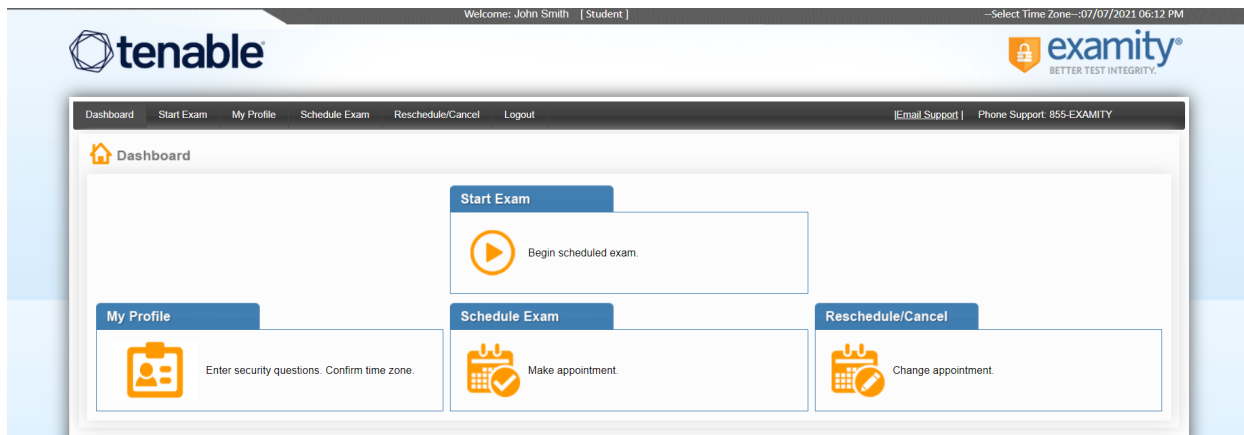 Welcome: John Smith [ Student ]
--Select Time Zone--:07/07/2021 06:12 PM
tenable
examity®
BETTER TEST INTEGRITY.
Dashboard Start Exam My Profile Schedule Exam Reschedule/Cancel Logout |Email Support | Phone Support: 855-EXAMITY
Dashboard
Start Exam
Begin scheduled exam.
My Profile
Enter security questions. Confirm time zone.
Schedule Exam
Make appointment.
Reschedule/Cancel
Change appointment.